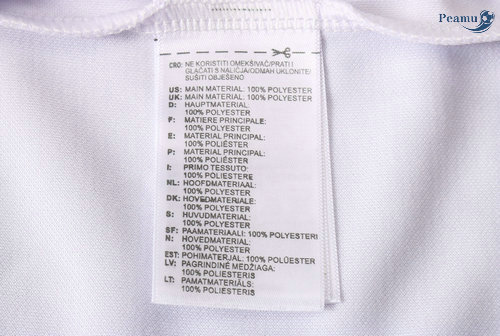 Peamu
CRO: NE KORISTITI OMEKŠIVAČ/PRATI I
GLAČATI S NALIČJA/ODMAH UKLONITE/
SUŠITI OBJEŠENO
US: MAIN MATERIAL: 100% POLYESTER
UK: MAIN MATERIAL: 100% POLYESTER
D: HAUPTMATERIAL:
100% POLYESTER
F: MATIERE PRINCIPALE:
100% POLYESTER
E: MATERIAL PRINCIPAL:
100% POLIÉSTER
P: MATERIAL PRINCIPAL:
100% POLIÉSTER
I: PRIMO TESSUTO:
100% POLIESTERE
NL: HOOFDMATERIAAL:
100% POLYESTER
DK: HOVEDMATERIALE:
100% POLYESTER
S: HUVUDMATERIAL:
100% POLYESTER
SF: PAAMATERIAALI: 100% POLYESTERI
N: HOVEDMATERIAL:
100% POLYESTER
EST: POHIMATERJAL: 100% POLÜESTER
LV: PAGRINDINĖ MEDŽIAGA:
100% POLIESTERIS
LT: PAMATMATERIĀLS:
100% POLIESTERIS